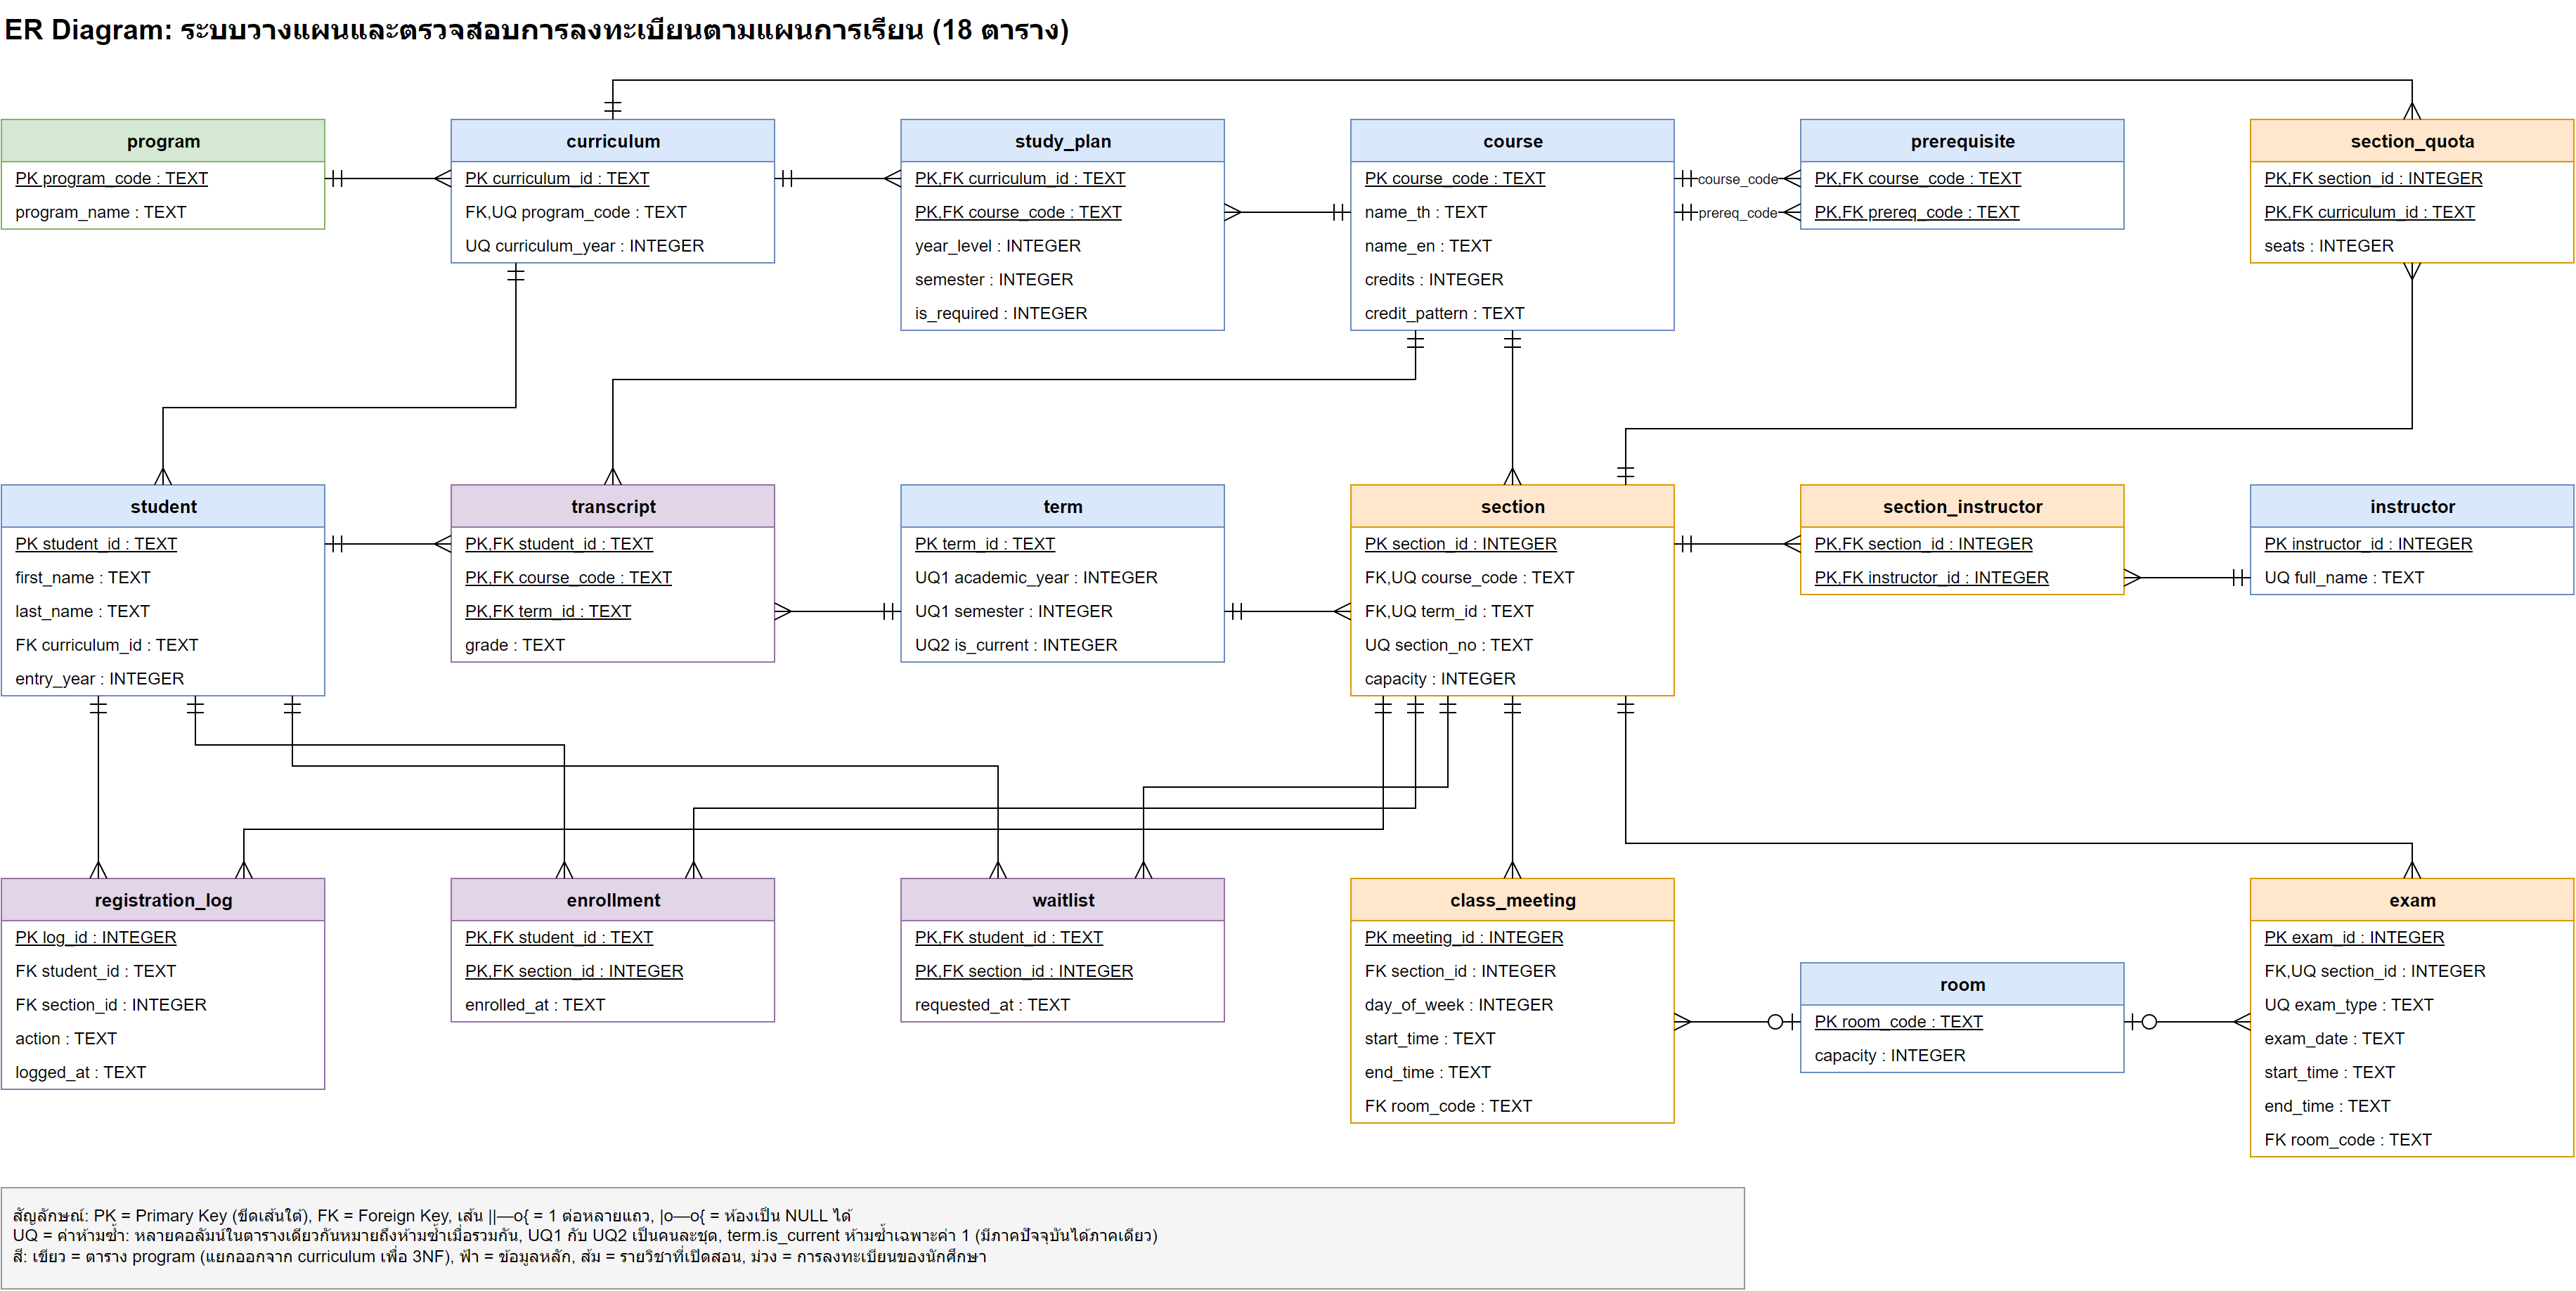 ER Diagram: ระบบวางแผนและตรวจสอบการลงทะเบียนตามแผนการเรียน (18 ตาราง)
program
PK program_code : TEXT
program_name : TEXT
curriculum
PK curriculum_id : TEXT
FK,UQ program_code : TEXT
UQ curriculum_year : INTEGER
study_plan
PK,FK curriculum_id : TEXT
PK,FK course_code : TEXT
year_level : INTEGER
semester : INTEGER
is_required : INTEGER
course
PK course_code : TEXT
name_th : TEXT
name_en : TEXT
credits : INTEGER
credit_pattern : TEXT
course_code
prereq_code
prerequisite
PK,FK course_code : TEXT
PK,FK prereq_code : TEXT
section_quota
PK,FK section_id : INTEGER
PK,FK curriculum_id : TEXT
seats : INTEGER
student
PK student_id : TEXT
first_name : TEXT
last_name : TEXT
FK curriculum_id : TEXT
entry_year : INTEGER
transcript
PK,FK student_id : TEXT
PK,FK course_code : TEXT
PK,FK term_id : TEXT
grade : TEXT
term
PK term_id : TEXT
UQ1 academic_year : INTEGER
UQ1 semester : INTEGER
UQ2 is_current : INTEGER
section
PK section_id : INTEGER
FK,UQ course_code : TEXT
FK,UQ term_id : TEXT
UQ section_no : TEXT
capacity : INTEGER
section_instructor
PK,FK section_id : INTEGER
PK,FK instructor_id : INTEGER
instructor
PK instructor_id : INTEGER
UQ full_name : TEXT
registration_log
PK log_id : INTEGER
FK student_id : TEXT
FK section_id : INTEGER
action : TEXT
logged_at : TEXT
enrollment
PK,FK student_id : TEXT
PK,FK section_id : INTEGER
enrolled_at : TEXT
waitlist
PK,FK student_id : TEXT
PK,FK section_id : INTEGER
requested_at : TEXT
class_meeting
PK meeting_id : INTEGER
FK section_id : INTEGER
day_of_week : INTEGER
start_time : TEXT
end_time : TEXT
FK room_code : TEXT
room
PK room_code : TEXT
capacity : INTEGER
exam
PK exam_id : INTEGER
FK,UQ section_id : INTEGER
UQ exam_type : TEXT
exam_date : TEXT
start_time : TEXT
end_time : TEXT
FK room_code : TEXT
สัญลักษณ์: PK = Primary Key (ขีดเส้นใต้), FK = Foreign Key, เส้น ||—o{ = 1 ต่อหลายแถว, |o—o{ = ห้องเป็น NULL ได้
UQ = ค่าห้ามซ้ำ: หลายคอลัมน์ในตารางเดียวกันหมายถึงห้ามซ้ำเมื่อรวมกัน, UQ1 กับ UQ2 เป็นคนละชุด, term.is_current ห้ามซ้ำเฉพาะค่า 1 (มีภาคปัจจุบันได้ภาคเดียว)
สี: เขียว = ตาราง program (แยกออกจาก curriculum เพื่อ 3NF), ฟ้า = ข้อมูลหลัก, ส้ม = รายวิชาที่เปิดสอน, ม่วง = การลงทะเบียนของนักศึกษา